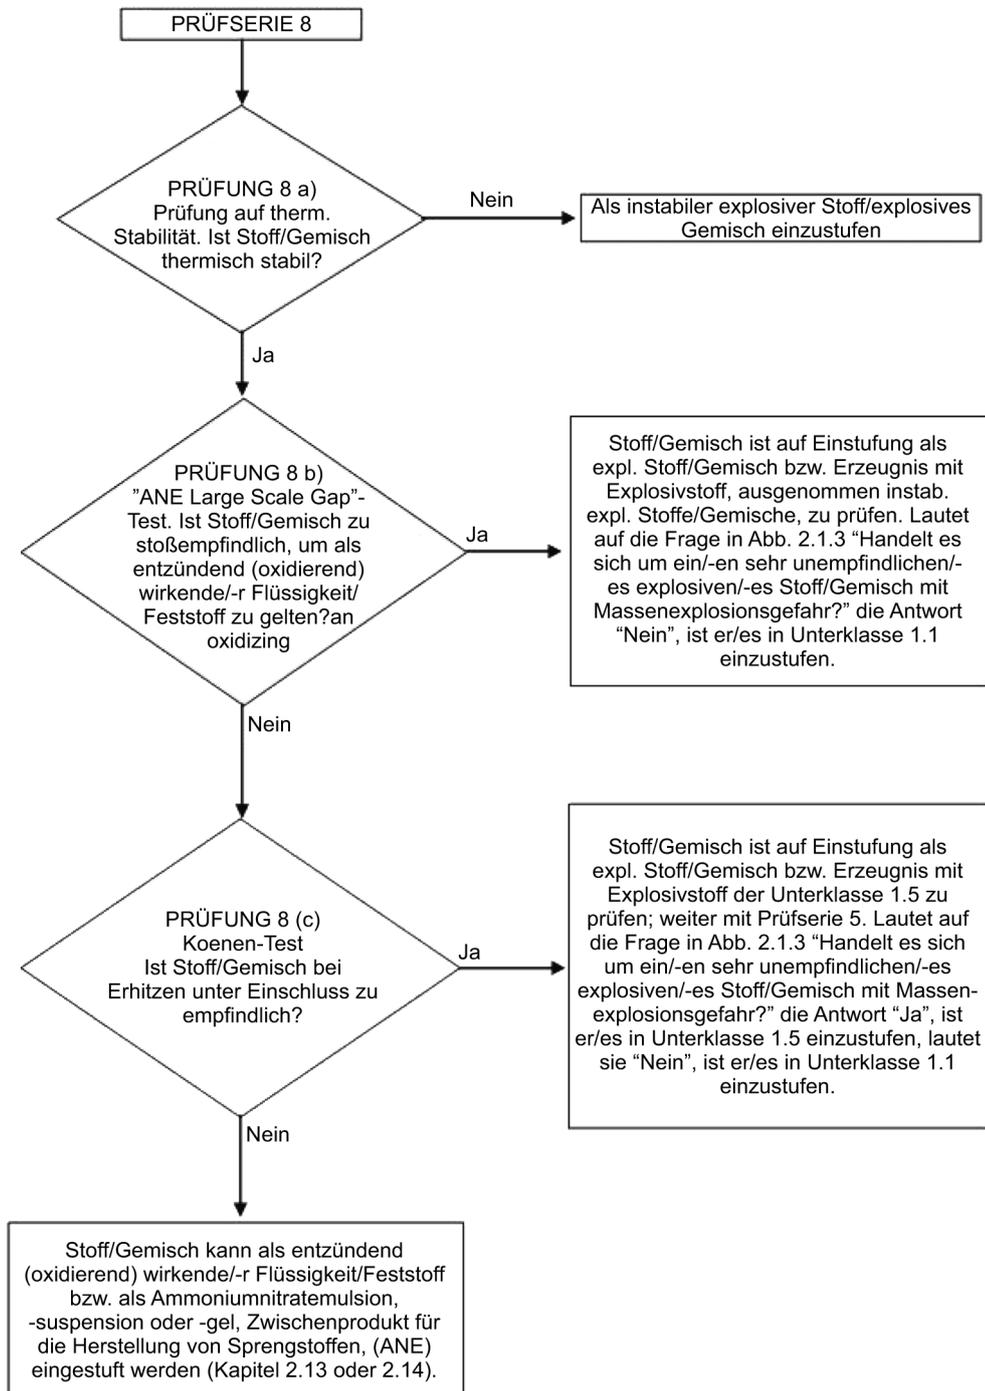 PRÜFSERIE 8
PRÜFUNG 8 a)
Prüfung auf therm.
Stabilität. Ist Stoff/Gemisch
thermisch stabil?
Nein
Als instabiler explosiver Stoff/explosives
Gemisch einzustufen
Ja
PRÜFUNG 8 b)
”ANE Large Scale Gap”-
Test. Ist Stoff/Gemisch zu
stoßempfindlich, um als
entzündend (oxidierend)
wirkende/-r Flüssigkeit/
Feststoff zu gelten?an
oxidizing
Ja
Stoff/Gemisch ist auf Einstufung als
expl. Stoff/Gemisch bzw. Erzeugnis mit
Explosivstoff, ausgenommen instab.
expl. Stoffe/Gemische, zu prüfen. Lautet
auf die Frage in Abb. 2.1.3 “Handelt es
sich um ein/-en sehr unempfindlichen/-
es explosiven/-es Stoff/Gemisch mit
Massenexplosionsgefahr?” die Antwort
“Nein”, ist er/es in Unterklasse 1.1
einzustufen.
Nein
PRÜFUNG 8 (c)
Koenen-Test
Ist Stoff/Gemisch bei
Erhitzen unter Einschluss zu
empfindlich?
Ja
Stoff/Gemisch ist auf Einstufung als
expl. Stoff/Gemisch bzw. Erzeugnis mit
Explosivstoff der Unterklasse 1.5 zu
prüfen; weiter mit Prüfserie 5. Lautet auf
die Frage in Abb. 2.1.3 “Handelt es sich
um ein/-en sehr unempfindlichen/-es
explosiven/-es Stoff/Gemisch mit Massen-
explosionsgefahr?” die Antwort “Ja”, ist
er/es in Unterklasse 1.5 einzustufen, lautet
sie “Nein”, ist er/es in Unterklasse 1.1
einzustufen.
Nein
Stoff/Gemisch kann als entzündend
(oxidierend) wirkende/-r Flüssigkeit/Feststoff
bzw. als Ammoniumnitratemulsion,
-suspension oder -gel, Zwischenprodukt für
die Herstellung von Sprengstoffen, (ANE)
eingestuft werden (Kapitel 2.13 oder 2.14).